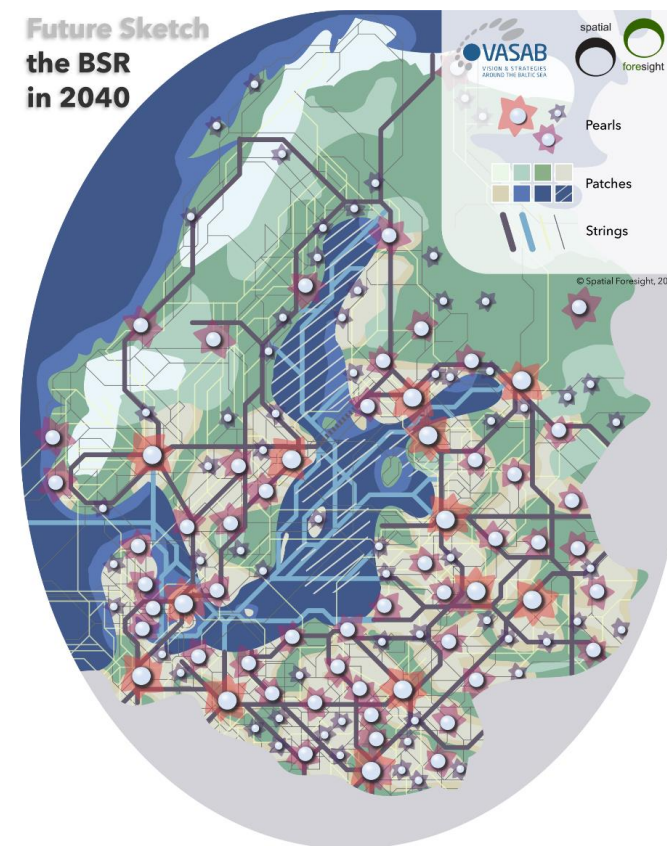 Future Sketch
the BSR
in 2040
VASAB
VISION & STRATEGIES
AROUND THE BALTIC SEA
spatial
foresight
Pearls
Patches
Strings
© Spatial Foresight, 20